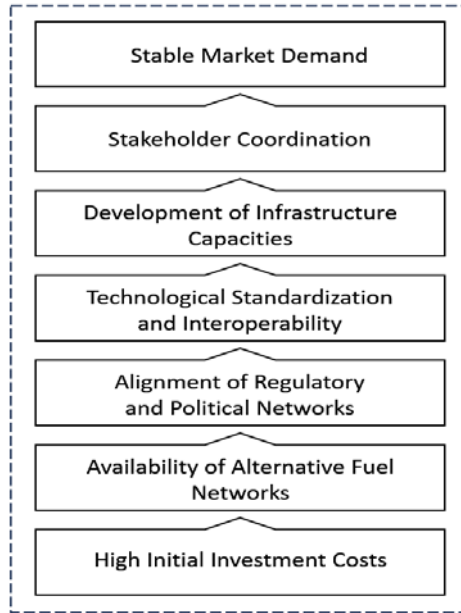 Stable Market Demand
Stakeholder Coordination
Development of Infrastructure
Capacities
Technological Standardization
and Interoperability
Alignment of Regulatory
and Political Networks
Availability of Alternative Fuel
Networks
High Initial Investment Costs